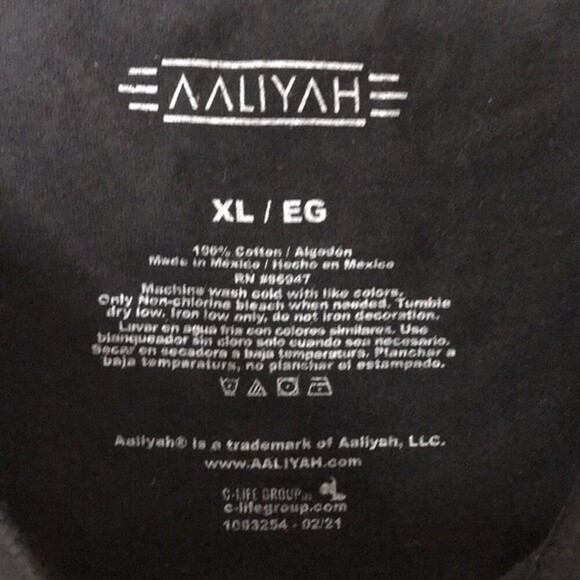 AALIYAH
XL / EG
100% Cotton / Algodón
Made in Mexico / Hecho en Mexico
RN #96947
Machine wash cold with like colors.
Only Non-chlorine bleach when needed. Tumble
dry low. Iron low only, do not iron decoration.
Lavar en agua fria con colores similares. Use
blanqueador sin cloro solo cuando sea necesario.
Secar en secadora a baja temperatura. Planchar a
baja temperatura, no planchar el estampado.
Aaliyah® is a trademark of Aaliyah, LLC.
www.AALIYAH.com
C-LIFE GROUP
c-lifegroup.com
1093254 - 02/21